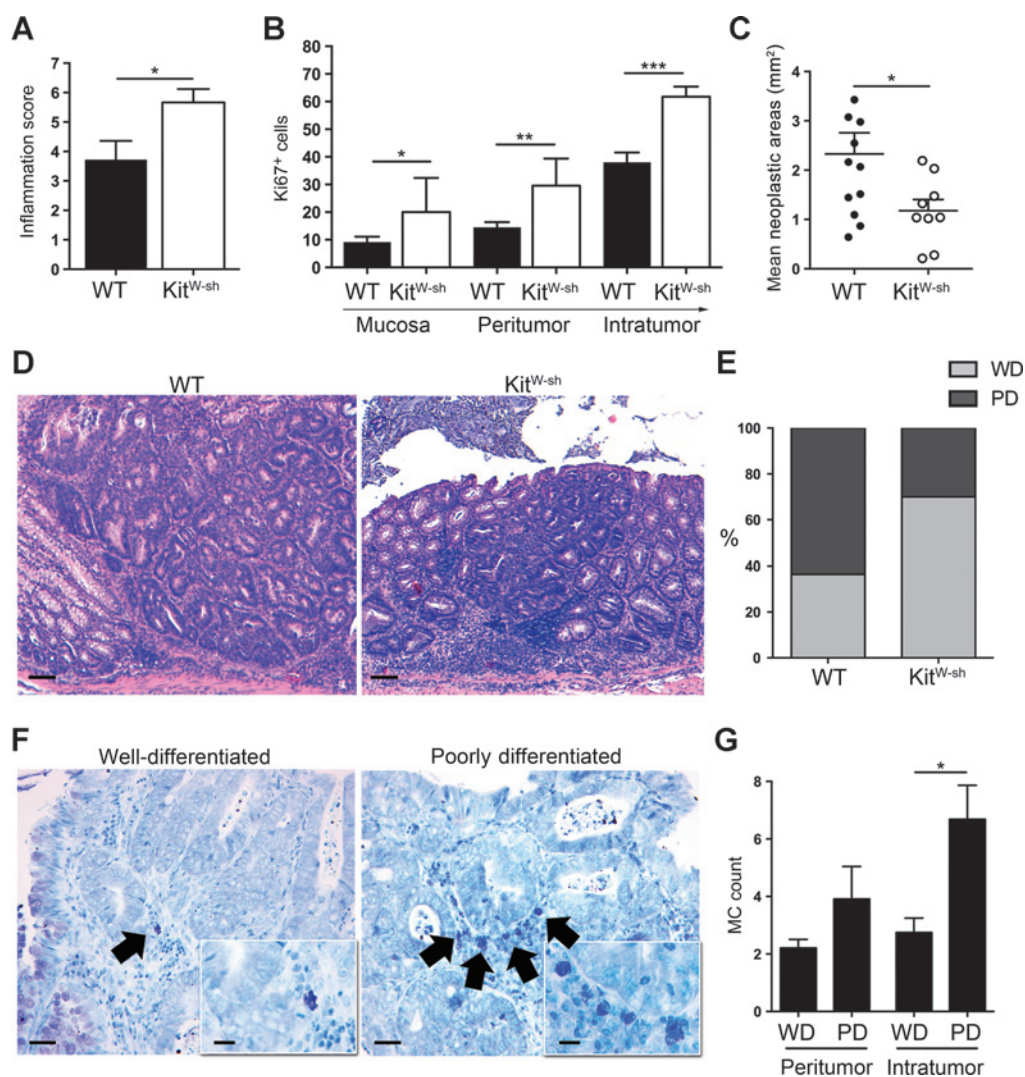 A
Inflammation score
7
6
5
4
3
2
1
0
*
WT
Kit^W-sh
B
Ki67+ cells
80
70
60
50
40
30
20
10
0
*
**
***
WT Kit^W-sh WT Kit^W-sh WT Kit^W-sh
Mucosa Peritumor Intratumor
C
Mean neoplastic areas (mm²)
4
3
2
1
0
*
WT Kit^W-sh
D
WT
Kit^W-sh
E
WD
PD
%
100
80
60
40
20
0
WT Kit^W-sh
F
Well-differentiated
Poorly differentiated
G
MC count
8
6
4
2
0
*
WD PD WD PD
Peritumor Intratumor